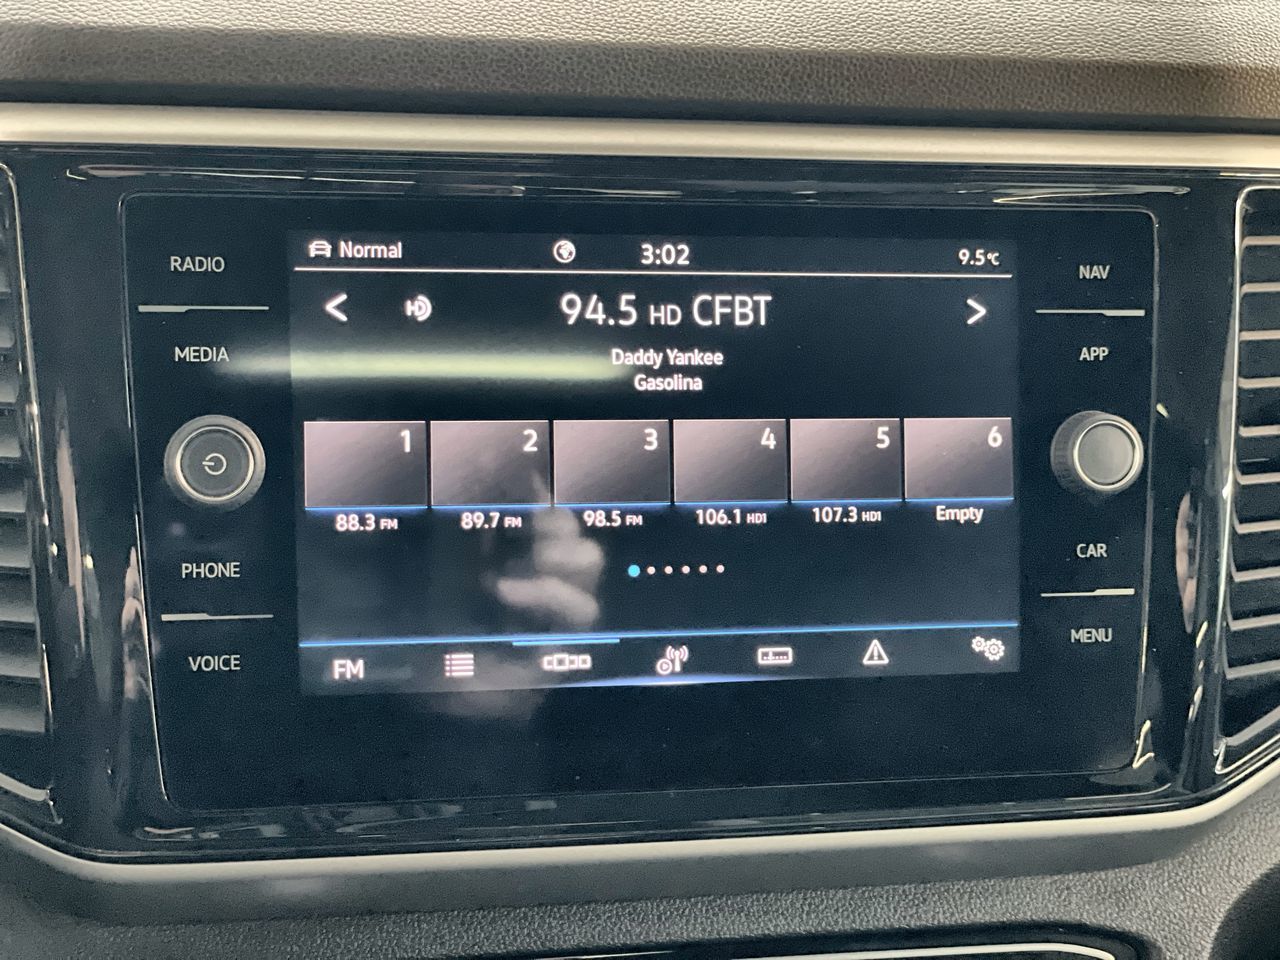 RADIO
MEDIA
PHONE
VOICE
Normal
3:02
9.5°C
< HD 94.5 HD CFBT >
Daddy Yankee
Gasolina
1 2 3 4 5 6
88.3 FM 89.7 FM 98.5 FM 106.1 HD1 107.3 HD1 Empty
FM
NAV
APP
CAR
MENU